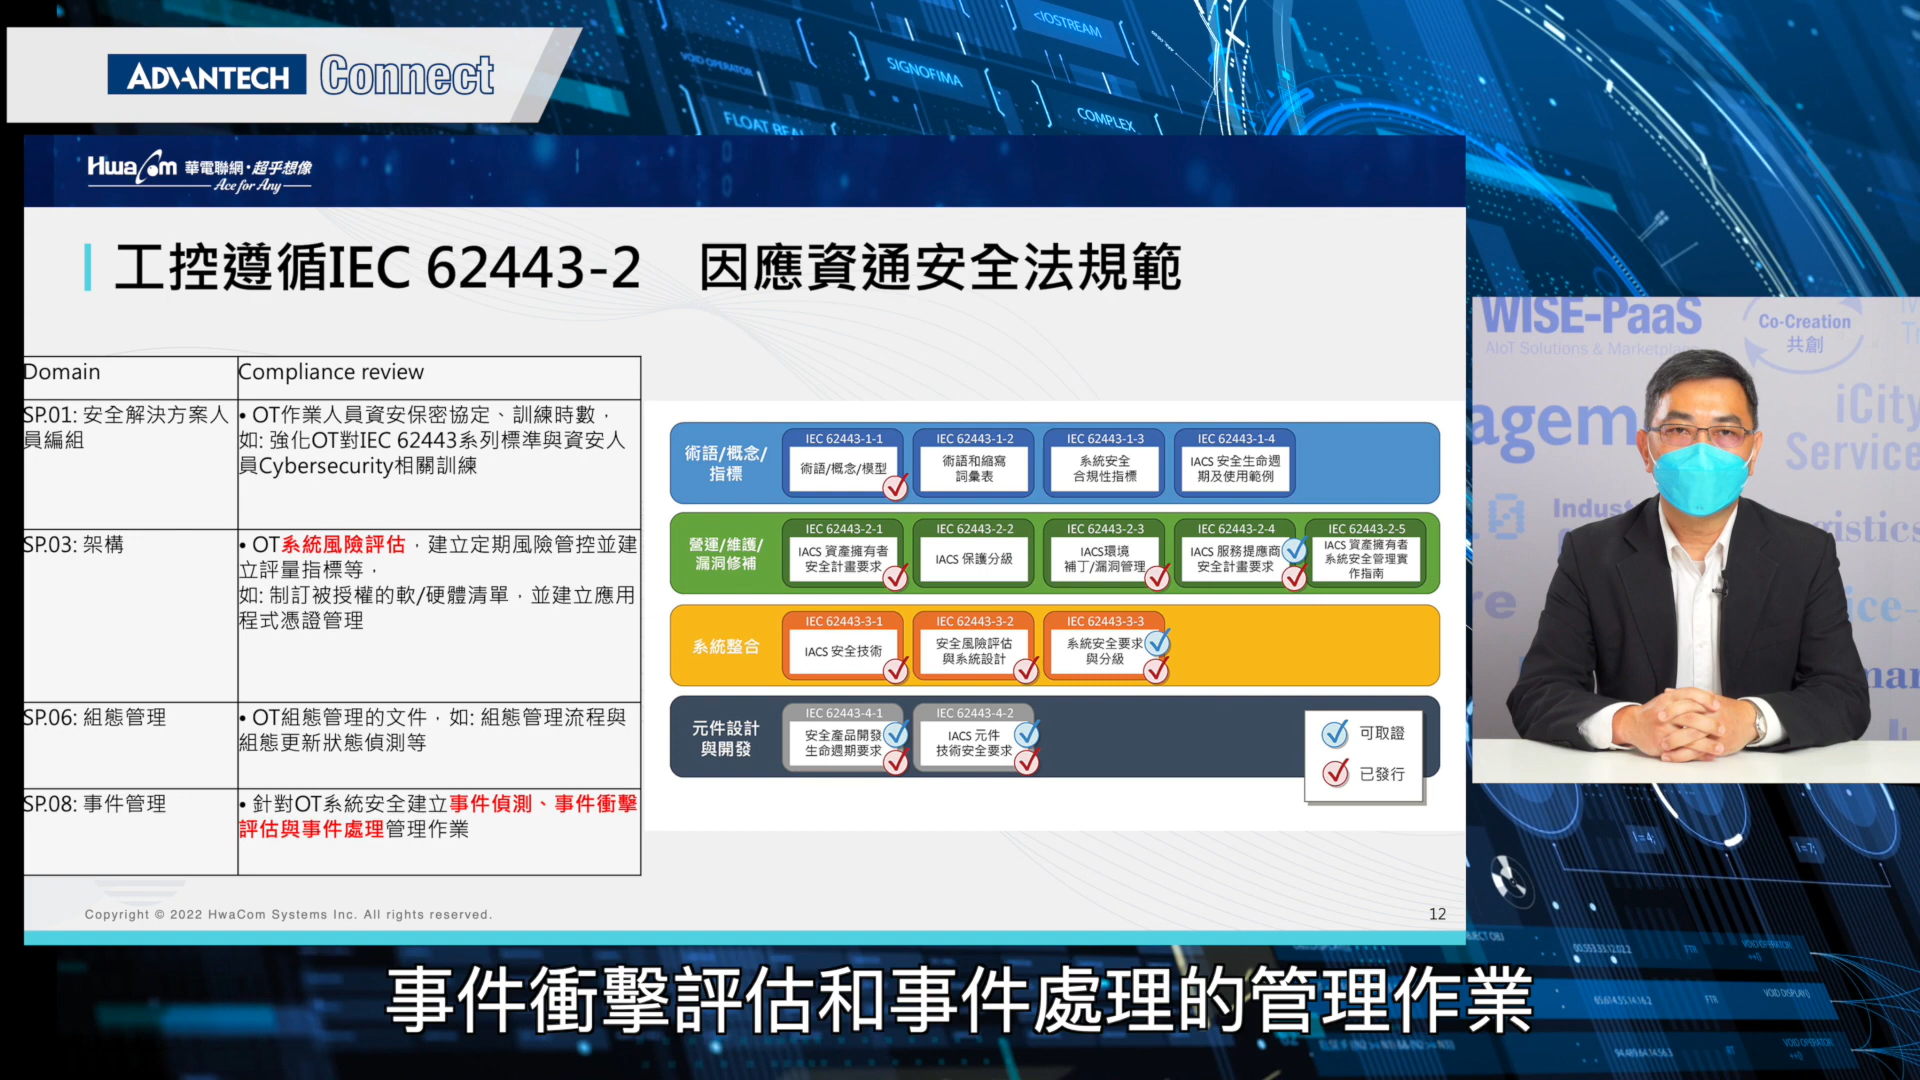 ADVANTECH Connect
<IOSTREAM
VOID OPERATOR
SIGNOFIMA
FLOAT REAL
COMPLEX
HwaCom 華電聯網·超乎想像
Ace for Any
工控遵循IEC 62443-2 因應資通安全法規範
Domain
Compliance review
SP.01: 安全解決方案人
員編組
• OT作業人員資安保密協定、訓練時數，
如: 強化OT對IEC 62443系列標準與資安人
員Cybersecurity相關訓練
SP.03: 架構
• OT系統風險評估，建立定期風險管控並建
立評量指標等，
如: 制訂被授權的軟/硬體清單，並建立應用
程式憑證管理
SP.06: 組態管理
• OT組態管理的文件，如: 組態管理流程與
組態更新狀態偵測等
SP.08: 事件管理
• 針對OT系統安全建立事件偵測、事件衝擊
評估與事件處理管理作業
術語/概念/
指標
IEC 62443-1-1
術語/概念/模型
IEC 62443-1-2
術語和縮寫
詞彙表
IEC 62443-1-3
系統安全
合規性指標
IEC 62443-1-4
IACS 安全生命週
期及使用範例
營運/維護/
漏洞修補
IEC 62443-2-1
IACS 資產擁有者
安全計畫要求
IEC 62443-2-2
IACS 保護分級
IEC 62443-2-3
IACS環境
補丁/漏洞管理
IEC 62443-2-4
IACS 服務提應商
安全計畫要求
IEC 62443-2-5
IACS 資產擁有者
系統安全管理實
作指南
系統整合
IEC 62443-3-1
IACS 安全技術
IEC 62443-3-2
安全風險評估
與系統設計
IEC 62443-3-3
系統安全要求
與分級
元件設計
與開發
IEC 62443-4-1
安全產品開發
生命週期要求
IEC 62443-4-2
IACS 元件
技術安全要求
可取證
已發行
Copyright © 2022 HwaCom Systems Inc. All rights reserved.
12
WISE-PaaS
AIoT Solutions & Marketplace
Co-Creation
共創
iCity
Services
agem
Indust
gistics
事件衝擊評估和事件處理的管理作業